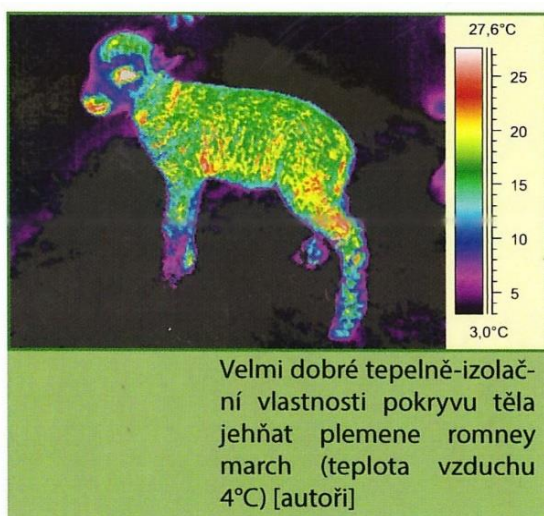 27,6°C
25
20
15
10
5
3,0°C
Velmi dobré tepelně-izolač-
ní vlastnosti pokryvu těla
jehňat plemene romney
march (teplota vzduchu
4°C) [autoři]